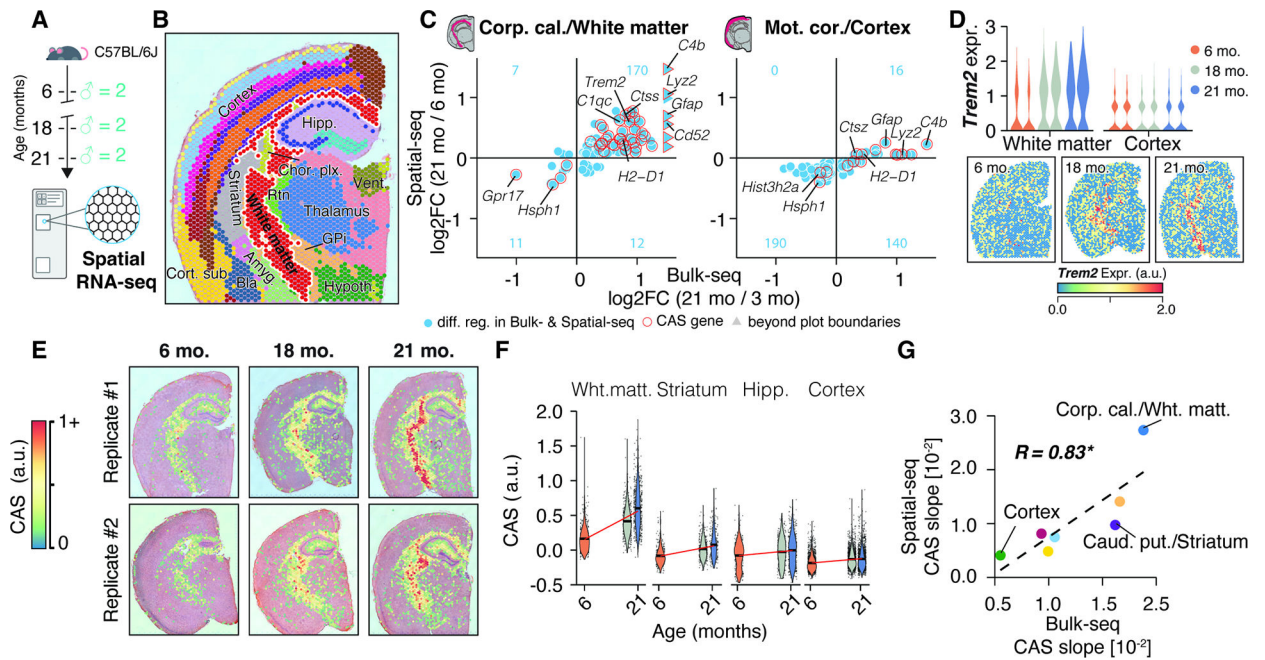 A
C57BL/6J
Age (months)
6
♂ = 2
18
♂ = 2
21
♂ = 2
Spatial
RNA-seq
B
Cortex
Hipp.
Chor. plx.
Striatum
Rtn
Vent.
Thalamus
White matter
GPi
Cort. sub.
Amyg
Bla
Hypoth.
C
Corp. cal./White matter
Mot. cor./Cortex
Spatial-seq
log2FC (21 mo / 6 mo)
7
170
11
12
1
0
-1
-1
0
1
Trem2
C1qc
Ctss
C4b
Lyz2
Gfap
Cd52
H2-D1
Gpr17
Hsph1
0
16
190
140
1
0
-1
-1
0
1
Ctsz
Gfap
Lyz2
C4b
H2-D1
Hist3h2a
Hsph1
Bulk-seq
log2FC (21 mo / 3 mo)
diff. reg. in Bulk- & Spatial-seq
CAS gene
beyond plot boundaries
D
Trem2 expr.
3
2
1
0
6 mo.
18 mo.
21 mo.
White matter
Cortex
6 mo.
18 mo.
21 mo.
Trem2 Expr. (a.u.)
0.0
2.0
E
6 mo.
18 mo.
21 mo.
Replicate #1
Replicate #2
CAS (a.u.)
1+
0
F
Wht.matt.
Striatum
Hipp.
Cortex
CAS (a.u.)
2.0
1.5
1.0
0.5
0.0
-0.5
6
21
6
21
6
21
6
21
Age (months)
G
Corp. cal./Wht. matt.
R = 0.83*
Cortex
Caud. put./Striatum
Spatial-seq
CAS slope [10-2]
3.0
2.0
1.0
0.0
0.5
1.0
1.5
2.5
Bulk-seq
CAS slope [10-2]